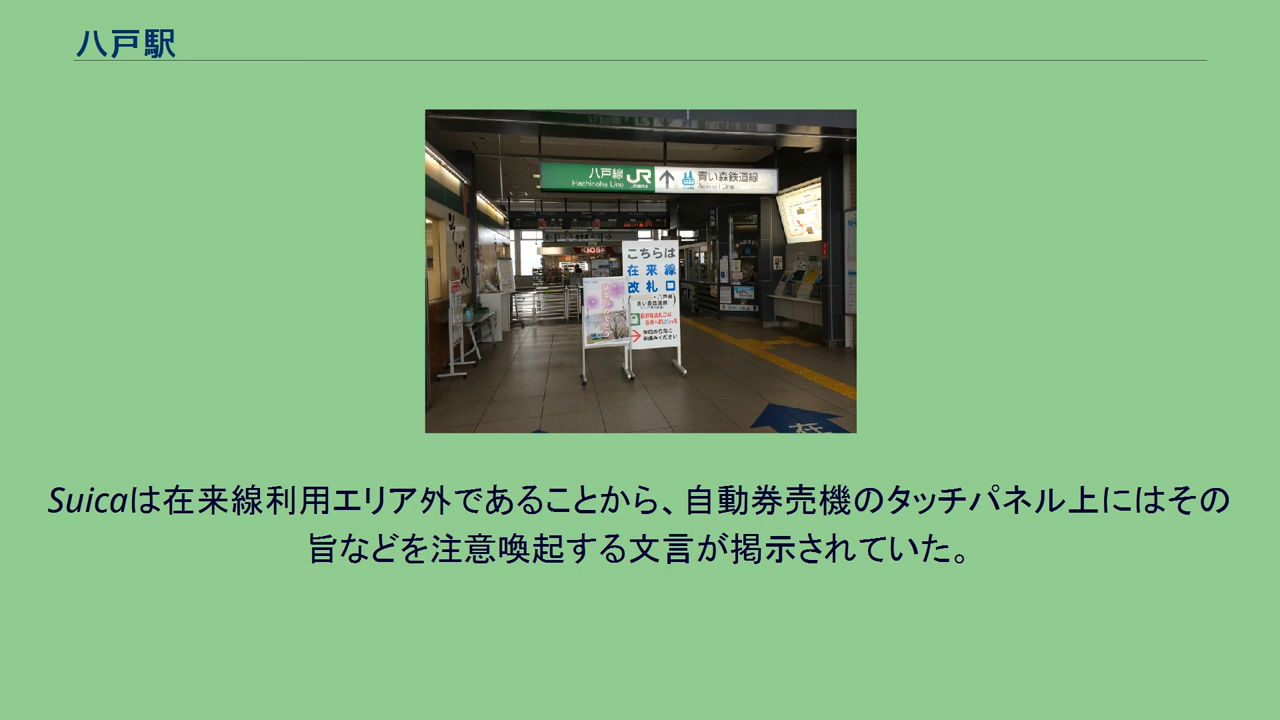 八戸駅
八戸線 JR
Hachinohe Line
青い森鉄道線
Aoimori Line
KIOSK
こちらは
在来線
改札口
Suicaは在来線利用エリア外であることから、自動券売機のタッチパネル上にはその
旨などを注意喚起する文言が掲示されていた。